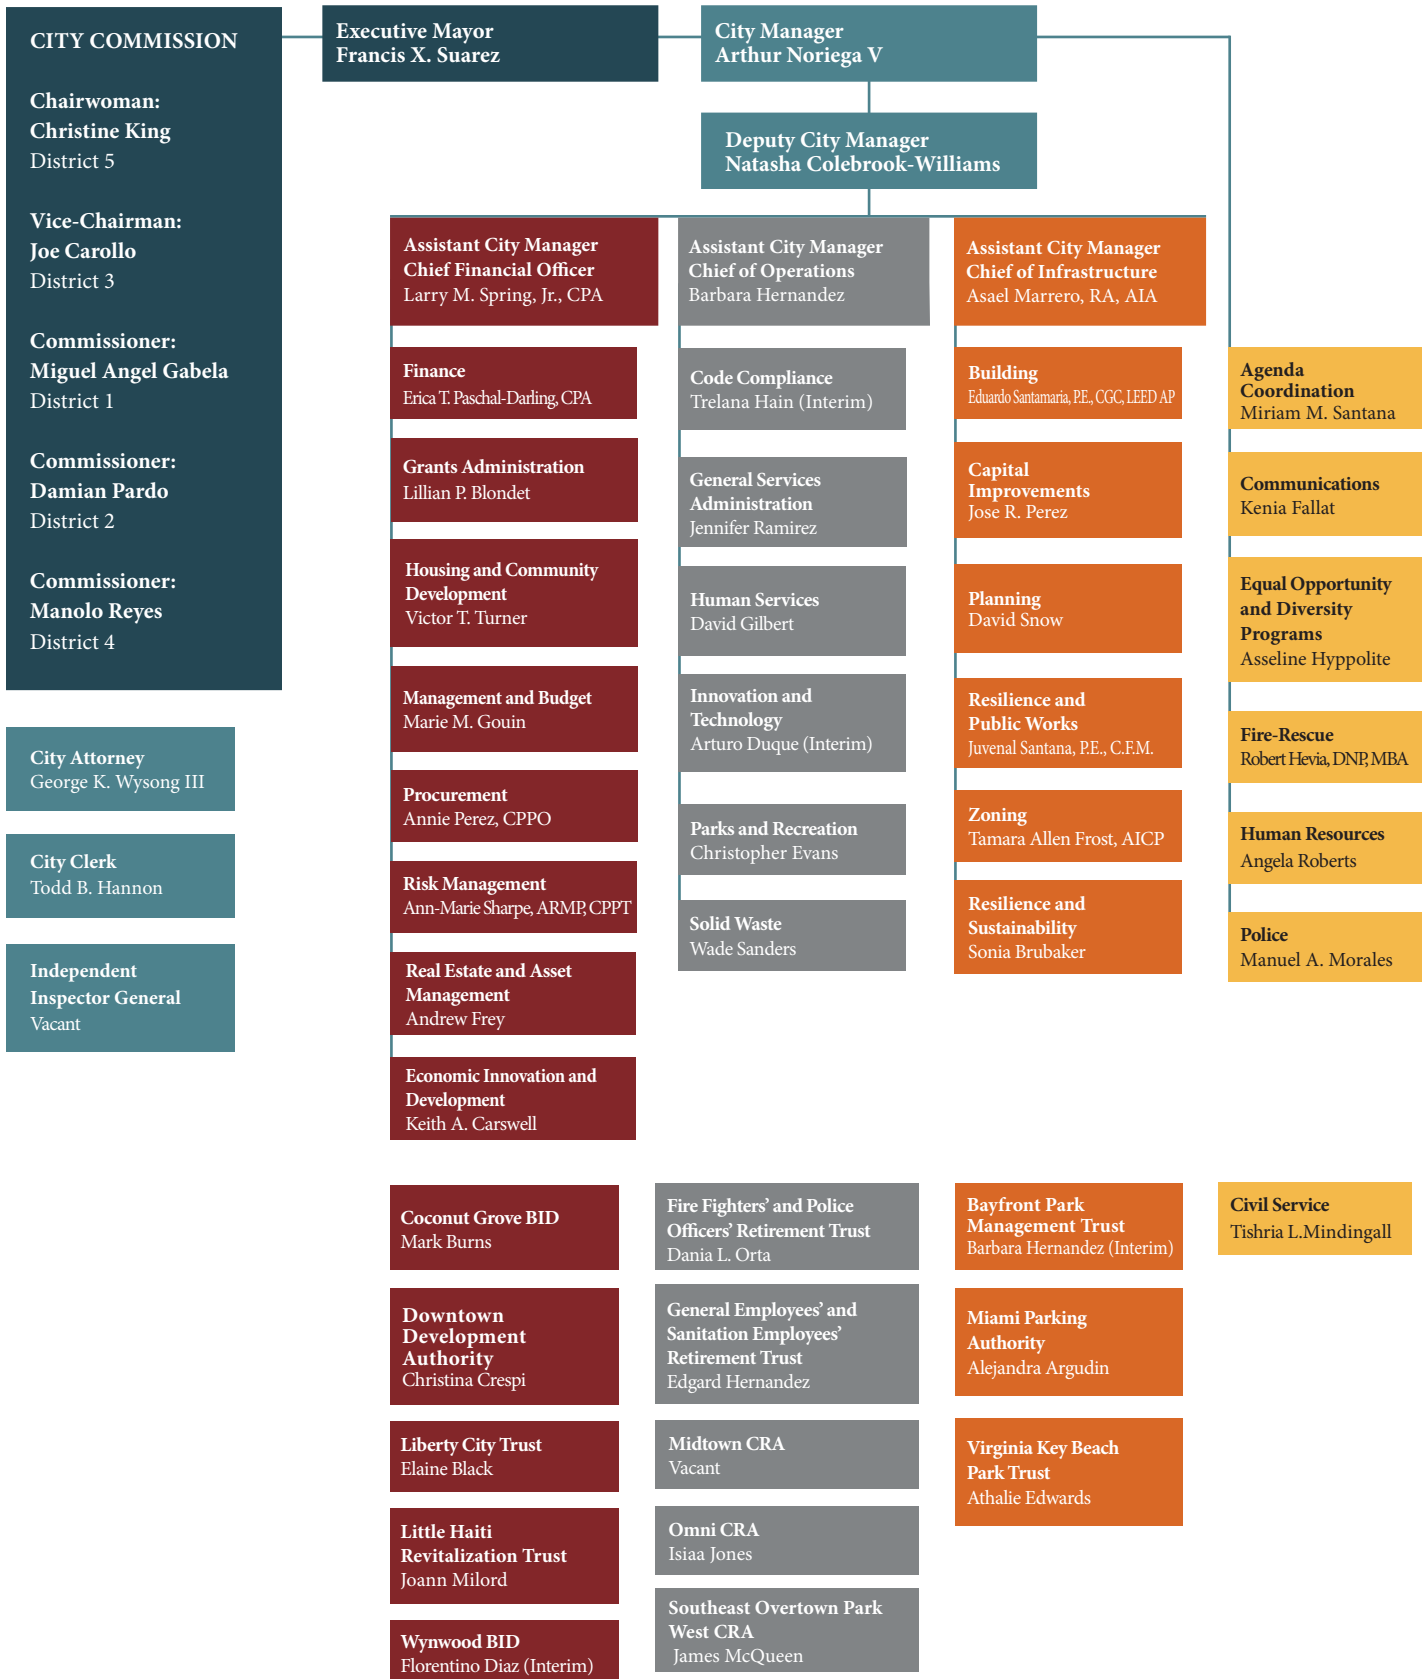 CITY COMMISSION
Chairwoman:
Christine King
District 5
Vice-Chairman:
Joe Carollo
District 3
Commissioner:
Miguel Angel Gabela
District 1
Commissioner:
Damian Pardo
District 2
Commissioner:
Manolo Reyes
District 4
City Attorney
George K. Wysong III
City Clerk
Todd B. Hannon
Independent
Inspector General
Vacant
Executive Mayor
Francis X. Suarez
City Manager
Arthur Noriega V
Deputy City Manager
Natasha Colebrook-Williams
Assistant City Manager
Chief Financial Officer
Larry M. Spring, Jr., CPA
Finance
Erica T. Paschal-Darling, CPA
Grants Administration
Lillian P. Blondet
Housing and Community
Development
Victor T. Turner
Management and Budget
Marie M. Gouin
Procurement
Annie Perez, CPPO
Risk Management
Ann-Marie Sharpe, ARMP, CPPT
Real Estate and Asset
Management
Andrew Frey
Economic Innovation and
Development
Keith A. Carswell
Assistant City Manager
Chief of Operations
Barbara Hernandez
Code Compliance
Trelana Hain (Interim)
General Services
Administration
Jennifer Ramirez
Human Services
David Gilbert
Innovation and
Technology
Arturo Duque (Interim)
Parks and Recreation
Christopher Evans
Solid Waste
Wade Sanders
Assistant City Manager
Chief of Infrastructure
Asael Marrero, RA, AIA
Building
Eduardo Santamaria, P.E., CGC, LEED AP
Capital
Improvements
Jose R. Perez
Planning
David Snow
Resilience and
Public Works
Juvenal Santana, P.E., C.F.M.
Zoning
Tamara Allen Frost, AICP
Resilience and
Sustainability
Sonia Brubaker
Agenda
Coordination
Miriam M. Santana
Communications
Kenia Fallat
Equal Opportunity
and Diversity
Programs
Asseline Hyppolite
Fire-Rescue
Robert Hevia, DNP, MBA
Human Resources
Angela Roberts
Police
Manuel A. Morales
Coconut Grove BID
Mark Burns
Downtown
Development
Authority
Christina Crespi
Liberty City Trust
Elaine Black
Little Haiti
Revitalization Trust
Joann Milord
Wynwood BID
Florentino Diaz (Interim)
Fire Fighters’ and Police
Officers’ Retirement Trust
Dania L. Orta
General Employees’ and
Sanitation Employees’
Retirement Trust
Edgard Hernandez
Midtown CRA
Vacant
Omni CRA
Isiaa Jones
Southeast Overtown Park
West CRA
James McQueen
Bayfront Park
Management Trust
Barbara Hernandez (Interim)
Miami Parking
Authority
Alejandra Argudin
Virginia Key Beach
Park Trust
Athalie Edwards
Civil Service
Tishria L.Mindingall